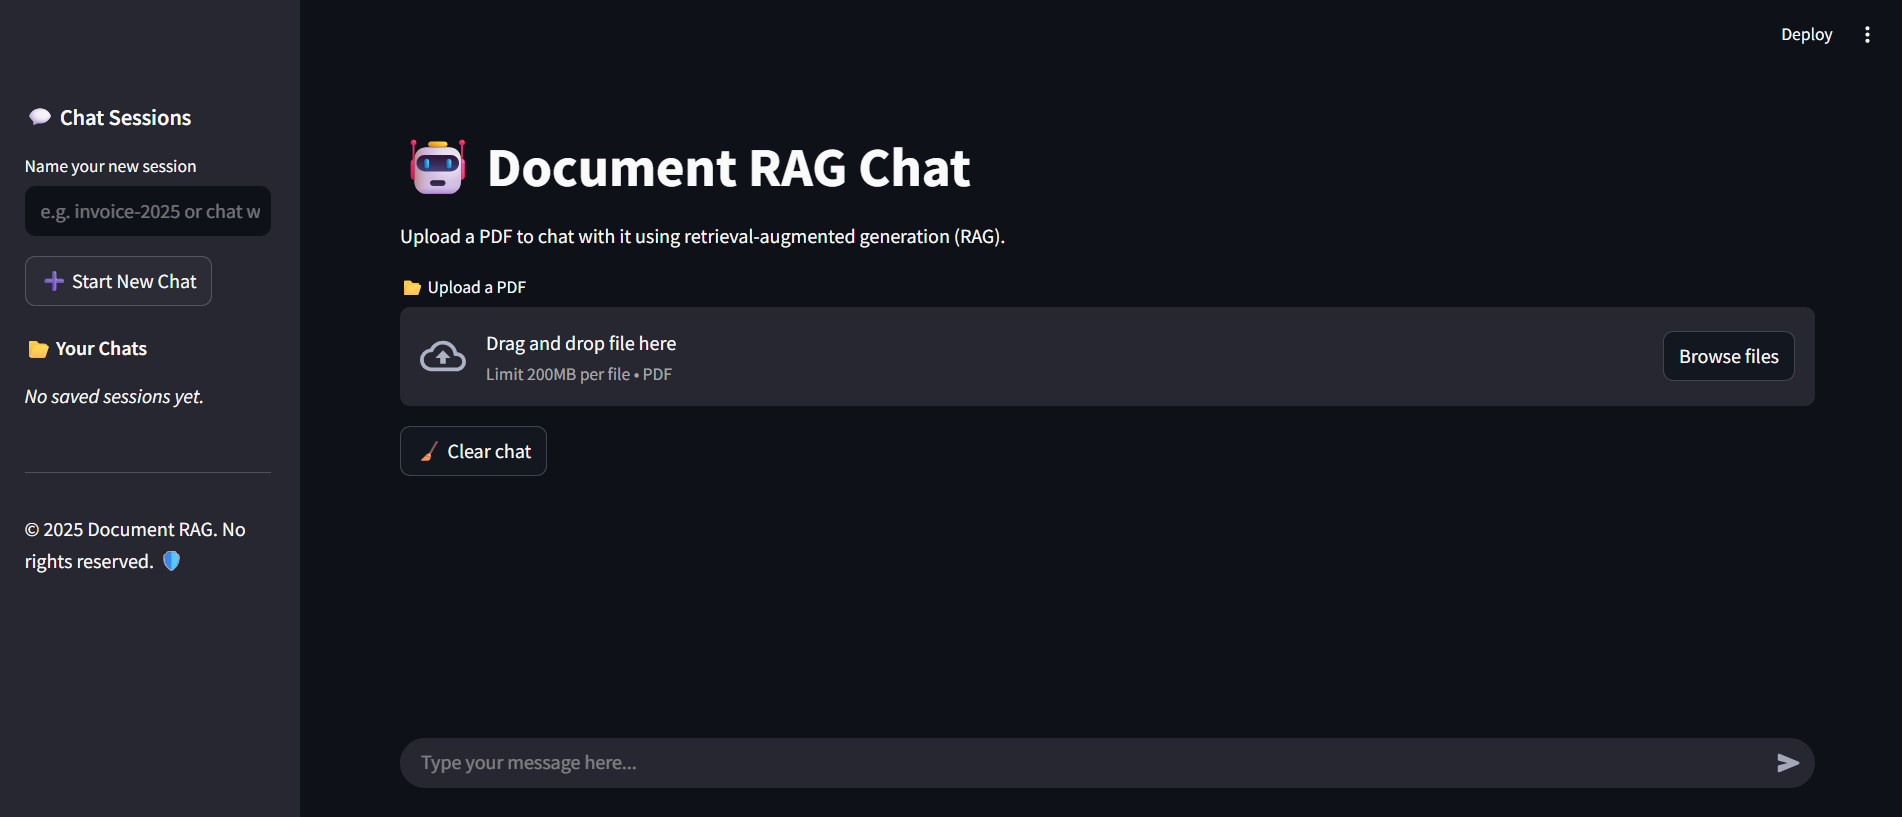 Deploy
Chat Sessions
Name your new session
e.g. invoice-2025 or chat w
Start New Chat
Your Chats
No saved sessions yet.
© 2025 Document RAG. No
rights reserved.
Document RAG Chat
Upload a PDF to chat with it using retrieval-augmented generation (RAG).
Upload a PDF
Drag and drop file here
Limit 200MB per file • PDF
Browse files
Clear chat
Type your message here...